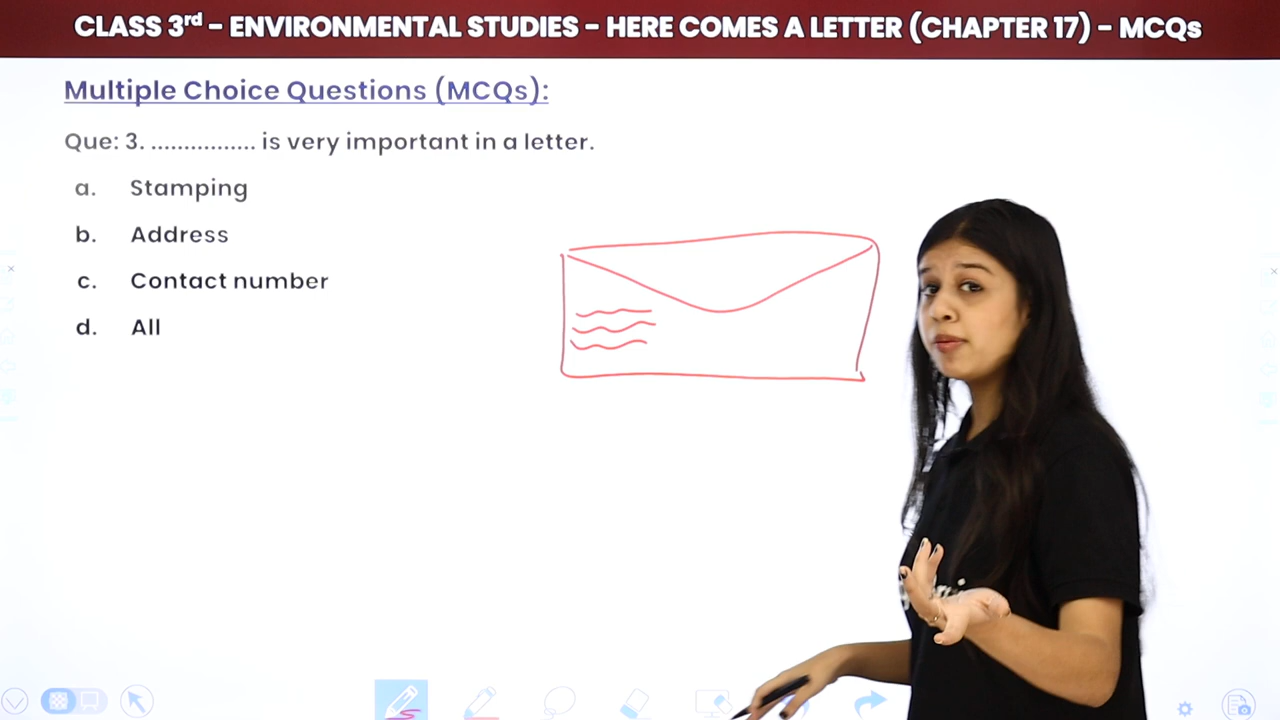 CLASS 3rd – ENVIRONMENTAL STUDIES – HERE COMES A LETTER (CHAPTER 17) – MCQs
Multiple Choice Questions (MCQs):
Que: 3. ................ is very important in a letter.
a. Stamping
b. Address
c. Contact number
d. All